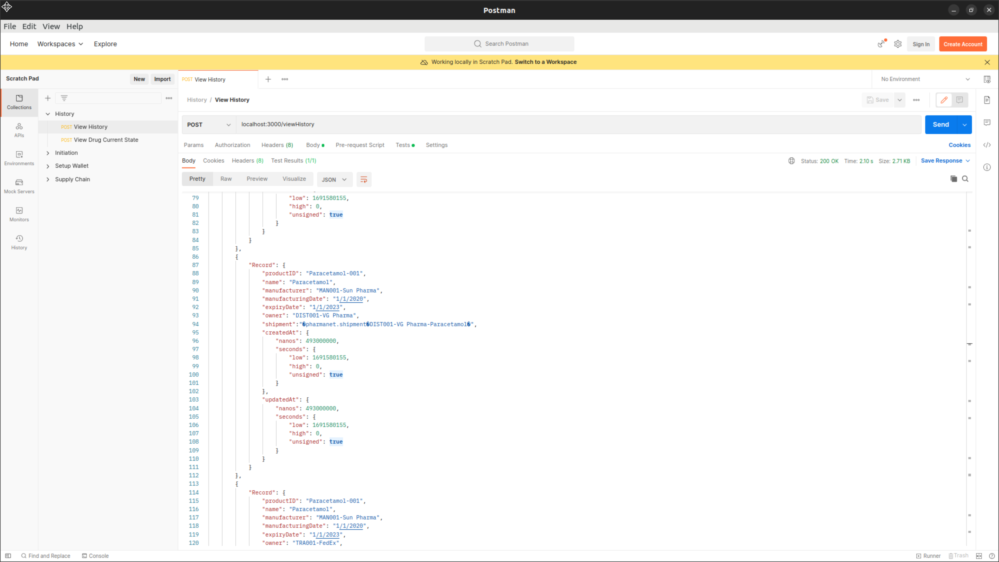 Postman
File Edit View Help
Home Workspaces Explore
Search Postman
Sign In
Create Account
Working locally in Scratch Pad. Switch to a Workspace
Scratch Pad
New
Import
POST View History
No Environment
Collections
APIs
Environments
Mock Servers
Monitors
History
History
POST View History
POST View Drug Current State
Initiation
Setup Wallet
Supply Chain
History / View History
Save
POST
localhost:3000/viewHistory
Send
Params Authorization Headers (8) Body Pre-request Script Tests Settings
Cookies
Body Cookies Headers (8) Test Results (1/1)
Status: 200 OK Time: 2.10 s Size: 2.71 KB
Save Response
Pretty Raw Preview Visualize
JSON
79 "low": 1691580155,
80 "high": 0,
81 "unsigned": true
82 }
83 }
84 }
85 },
86 {
87 "Record": {
88 "productID": "Paracetamol-001",
89 "name": "Paracetamol",
90 "manufacturer": "MAN001-Sun Pharma",
91 "manufacturingDate": "1/1/2020",
92 "expiryDate": "1/1/2023",
93 "owner": "DIST001-VG Pharma",
94 "shipment":"�pharmanet.shipment�DIST001-VG Pharma-Paracetamol�",
95 "createdAt": {
96 "nanos": 493000000,
97 "seconds": {
98 "low": 1691580155,
99 "high": 0,
100 "unsigned": true
101 }
102 },
103 "updatedAt": {
104 "nanos": 493000000,
105 "seconds": {
106 "low": 1691580155,
107 "high": 0,
108 "unsigned": true
109 }
110 }
111 }
112 },
113 {
114 "Record": {
115 "productID": "Paracetamol-001",
116 "name": "Paracetamol",
117 "manufacturer": "MAN001-Sun Pharma",
118 "manufacturingDate": "1/1/2020",
119 "expiryDate": "1/1/2023",
120 "owner": "TRA001-FedEx",
Find and Replace
Console
Runner
Trash